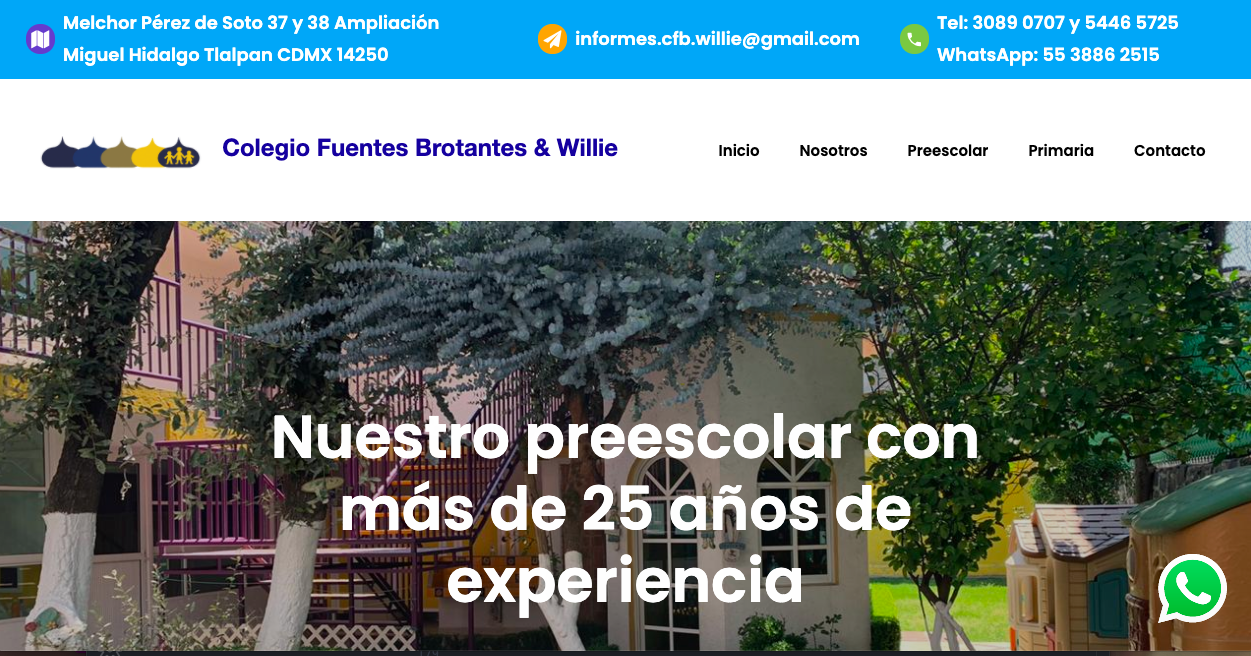 Melchor Pérez de Soto 37 y 38 Ampliación
Miguel Hidalgo Tlalpan CDMX 14250
informes.cfb.willie@gmail.com
Tel: 3089 0707 y 5446 5725
WhatsApp: 55 3886 2515
Colegio Fuentes Brotantes & Willie
Inicio
Nosotros
Preescolar
Primaria
Contacto
Nuestro preescolar con
más de 25 años de
experiencia